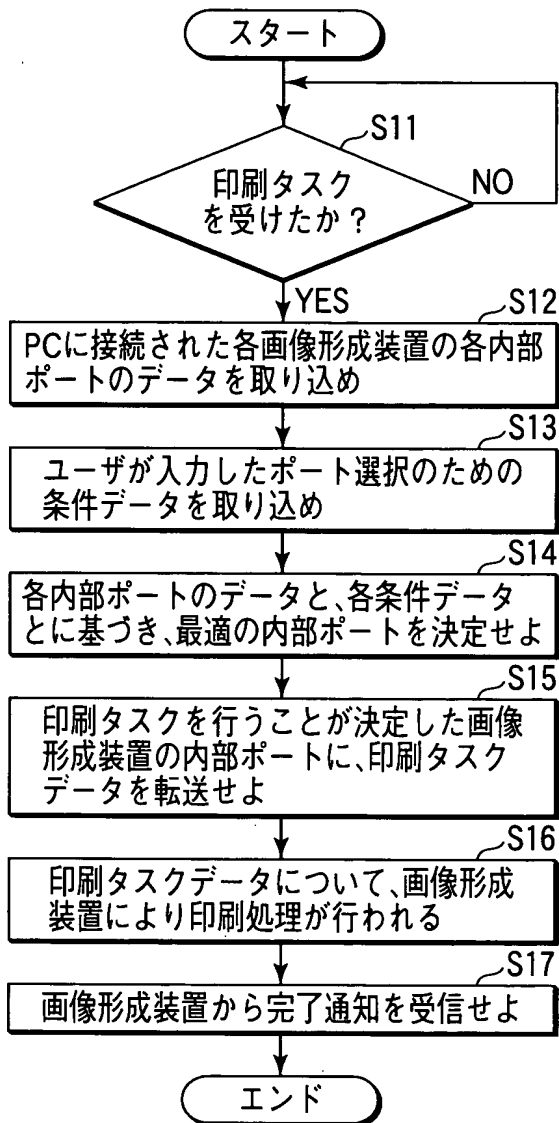 スタート
S11
印刷タスク
を受けたか？
NO
YES
S12
PCに接続された各画像形成装置の各内部
ポートのデータを取り込め
S13
ユーザが入力したポート選択のための
条件データを取り込め
S14
各内部ポートのデータと、各条件データ
とに基づき、最適の内部ポートを決定せよ
S15
印刷タスクを行うことが決定した画像
形成装置の内部ポートに、印刷タスク
データを転送せよ
S16
印刷タスクデータについて、画像形成
装置により印刷処理が行われる
S17
画像形成装置から完了通知を受信せよ
エンド